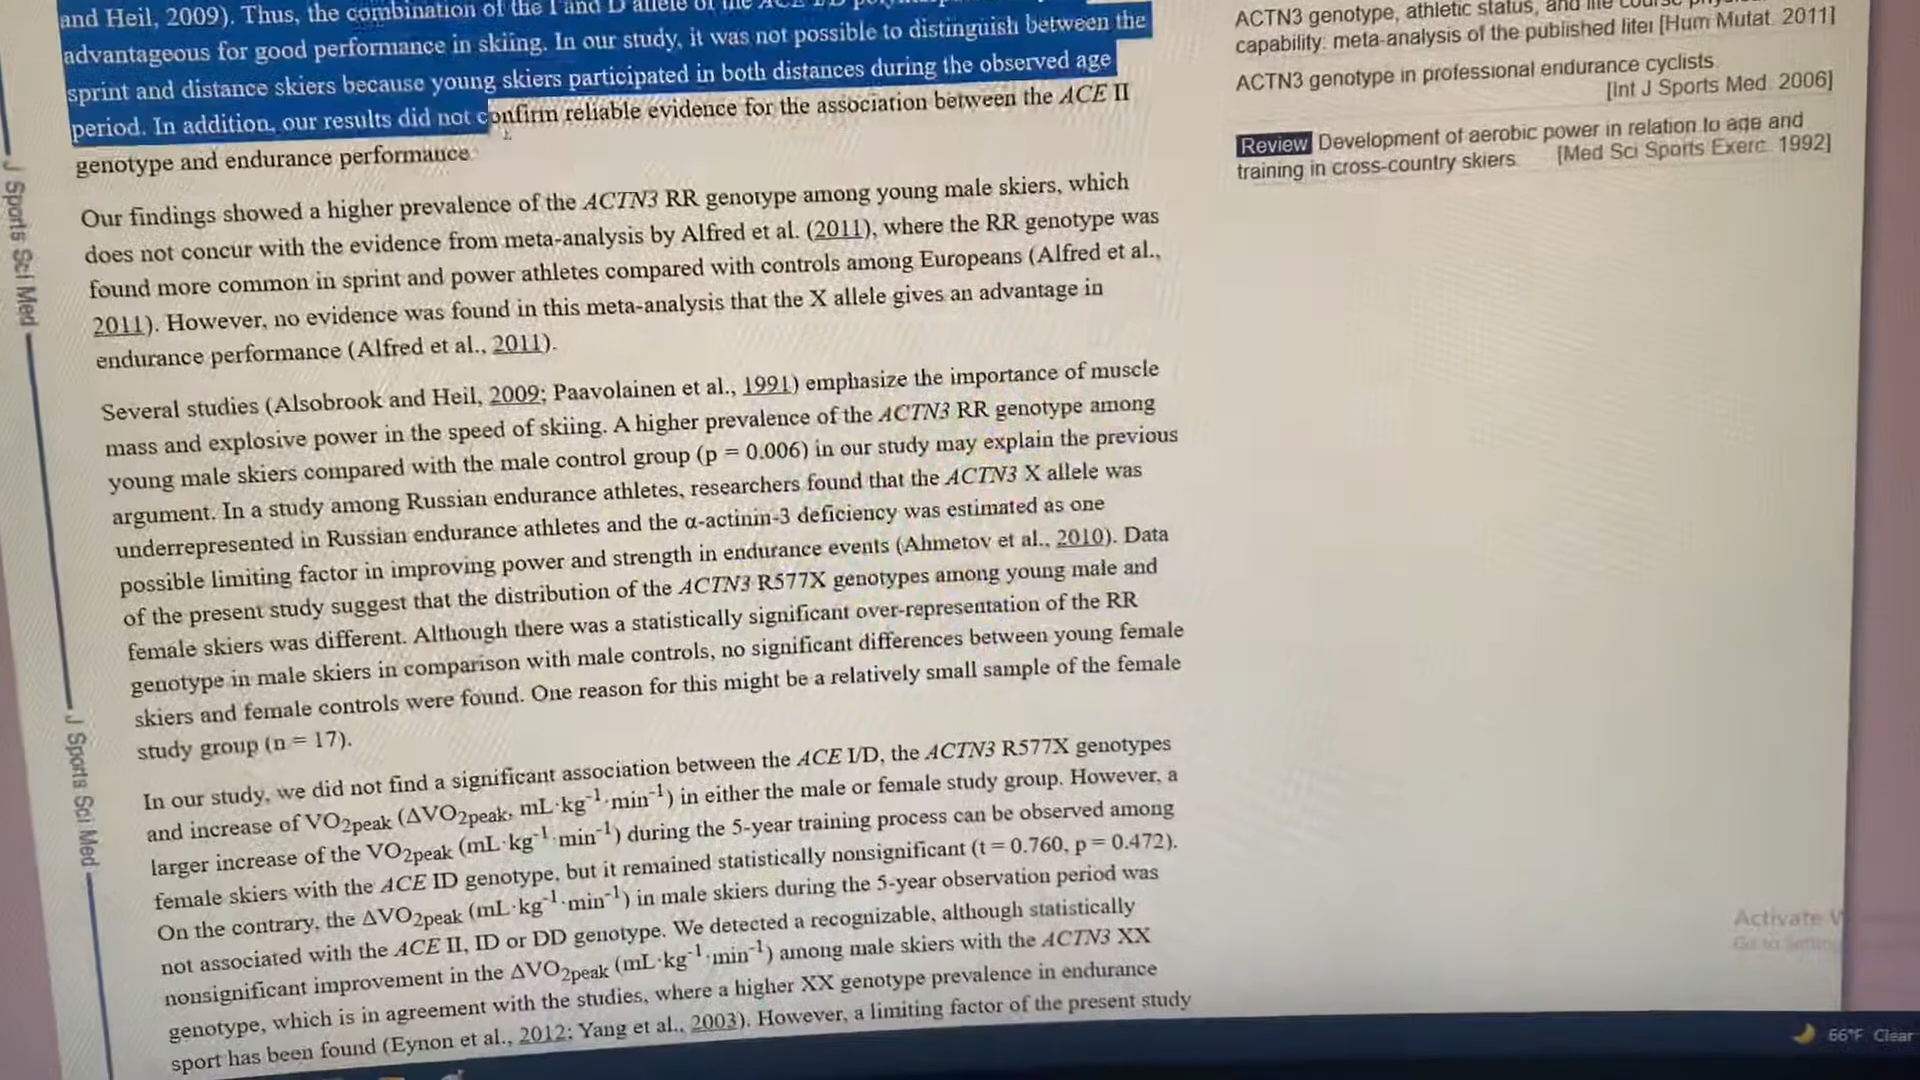 and Heil, 2009). Thus, the combination of the I and D allele of the ACE I/D
advantageous for good performance in skiing. In our study, it was not possible to distinguish between the
sprint and distance skiers because young skiers participated in both distances during the observed age
period. In addition, our results did not confirm reliable evidence for the association between the ACE II
genotype and endurance performance.
Our findings showed a higher prevalence of the ACTN3 RR genotype among young male skiers, which
does not concur with the evidence from meta-analysis by Alfred et al. (2011), where the RR genotype was
found more common in sprint and power athletes compared with controls among Europeans (Alfred et al.,
2011). However, no evidence was found in this meta-analysis that the X allele gives an advantage in
endurance performance (Alfred et al., 2011).
Several studies (Alsobrook and Heil, 2009; Paavolainen et al., 1991) emphasize the importance of muscle
mass and explosive power in the speed of skiing. A higher prevalence of the ACTN3 RR genotype among
young male skiers compared with the male control group (p = 0.006) in our study may explain the previous
argument. In a study among Russian endurance athletes, researchers found that the ACTN3 X allele was
underrepresented in Russian endurance athletes and the α-actinin-3 deficiency was estimated as one
possible limiting factor in improving power and strength in endurance events (Ahmetov et al., 2010). Data
of the present study suggest that the distribution of the ACTN3 R577X genotypes among young male and
female skiers was different. Although there was a statistically significant over-representation of the RR
genotype in male skiers in comparison with male controls, no significant differences between young female
skiers and female controls were found. One reason for this might be a relatively small sample of the female
study group (n = 17).
In our study, we did not find a significant association between the ACE I/D, the ACTN3 R577X genotypes
and increase of VO2peak (ΔVO2peak, mL·kg-1·min-1) in either the male or female study group. However, a
larger increase of the VO2peak (mL·kg-1·min-1) during the 5-year training process can be observed among
female skiers with the ACE ID genotype, but it remained statistically nonsignificant (t = 0.760, p = 0.472).
On the contrary, the ΔVO2peak (mL·kg-1·min-1) in male skiers during the 5-year observation period was
not associated with the ACE II, ID or DD genotype. We detected a recognizable, although statistically
nonsignificant improvement in the ΔVO2peak (mL·kg-1·min-1) among male skiers with the ACTN3 XX
genotype, which is in agreement with the studies, where a higher XX genotype prevalence in endurance
sport has been found (Eynon et al., 2012; Yang et al., 2003). However, a limiting factor of the present study
ACTN3 genotype, athletic status, and life course
capability: meta-analysis of the published liter [Hum Mutat. 2011]
ACTN3 genotype in professional endurance cyclists.
[Int J Sports Med. 2006]
Review Development of aerobic power in relation to age and
training in cross-country skiers. [Med Sci Sports Exerc. 1992]
J Sports Sci Med
J Sports Sci Med
Activate
Go to
66°F Clear